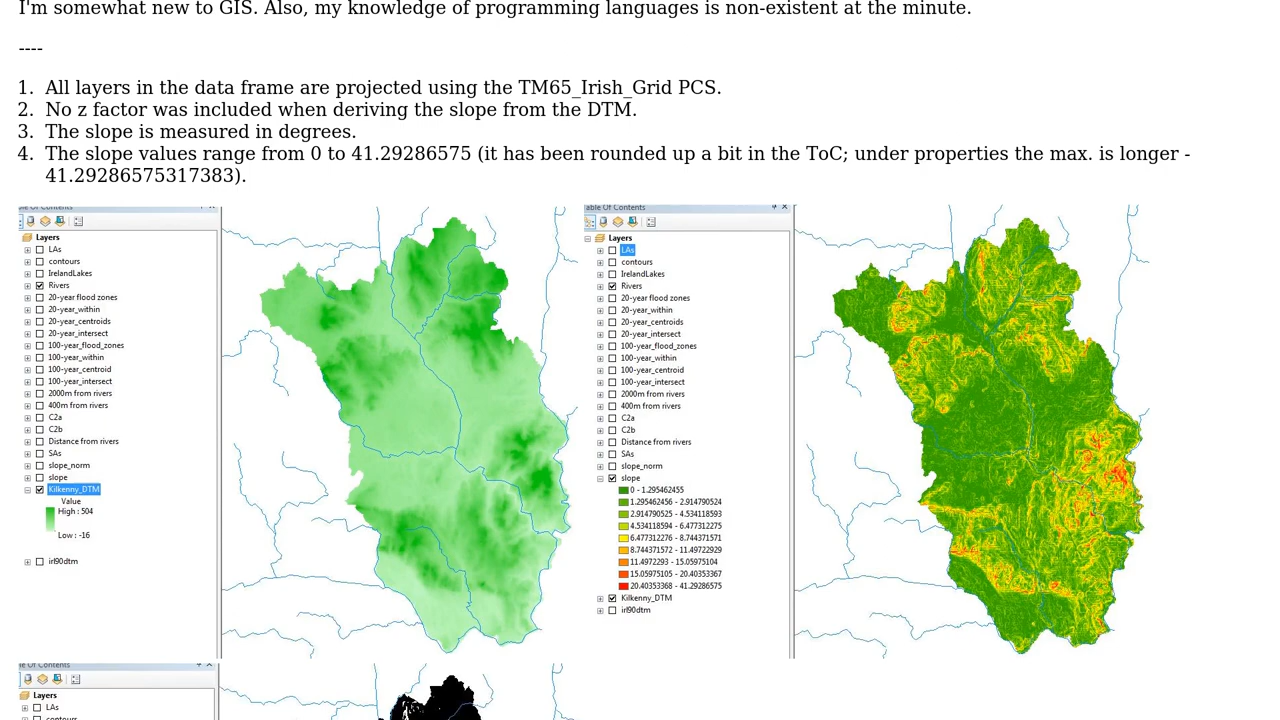 I'm somewhat new to GIS. Also, my knowledge of programming languages is non-existent at the minute.
----
1. All layers in the data frame are projected using the TM65_Irish_Grid PCS.
2. No z factor was included when deriving the slope from the DTM.
3. The slope is measured in degrees.
4. The slope values range from 0 to 41.29286575 (it has been rounded up a bit in the ToC; under properties the max. is longer -
41.29286575317383).
Layers
LAs
contours
IrelandLakes
Rivers
20-year flood zones
20-year_within
20-year_centroids
20-year_intersect
100-year_flood_zones
100-year_within
100-year_centroid
100-year_intersect
2000m from rivers
400m from rivers
C2a
C2b
Distance from rivers
SAs
slope_norm
slope
Kilkenny_DTM
Value
High : 504
Low : -16
irl90dtm
able Of Contents
Layers
LAs
contours
IrelandLakes
Rivers
20-year flood zones
20-year_within
20-year_centroids
20-year_intersect
100-year_flood_zones
100-year_within
100-year_centroid
100-year_intersect
2000m from rivers
400m from rivers
C2a
C2b
Distance from rivers
SAs
slope_norm
slope
0 - 1.295462455
1.295462456 - 2.914790524
2.914790525 - 4.534118593
4.534118594 - 6.477312275
6.477312276 - 8.744371571
8.744371572 - 11.49722929
11.4972293 - 15.05975104
15.05975105 - 20.40353367
20.40353368 - 41.29286575
Kilkenny_DTM
irl90dtm
Layers
LAs